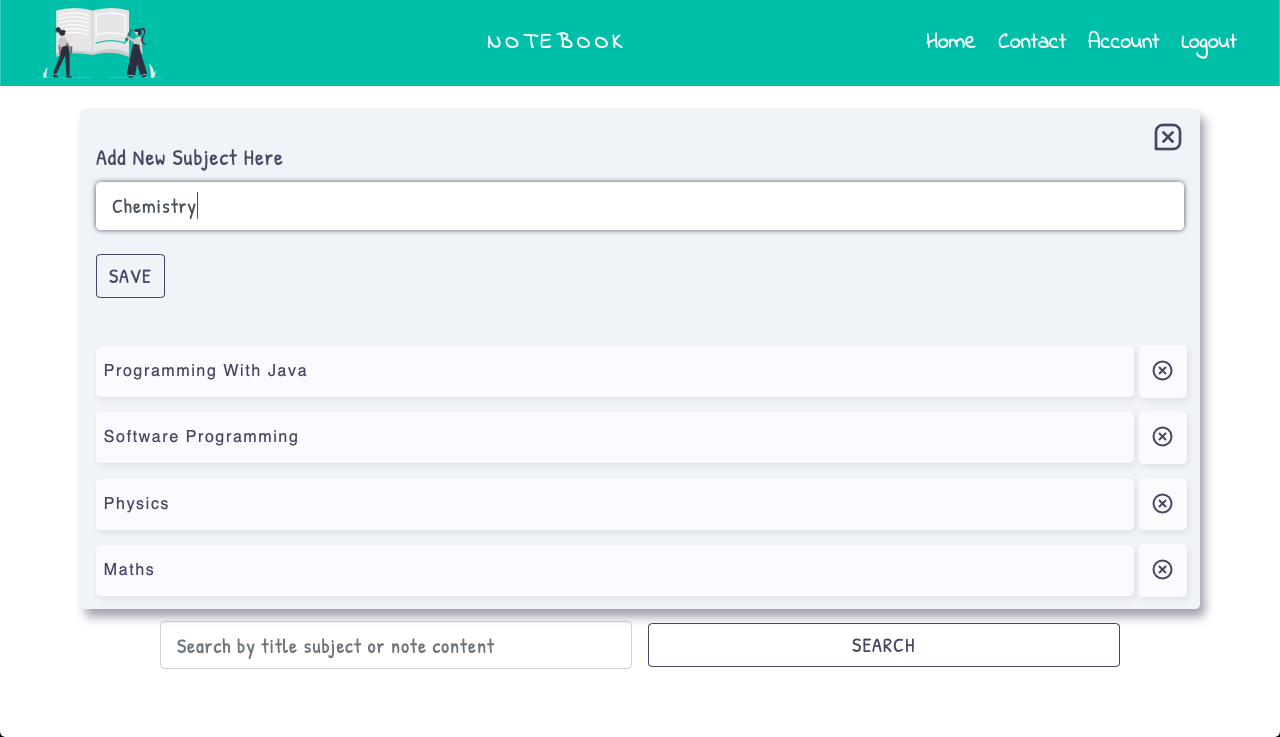 NOTEBOOK
Home Contact Account Logout
Add New Subject Here
Chemistry
SAVE
Programming With Java
Software Programming
Physics
Maths
Search by title subject or note content
SEARCH